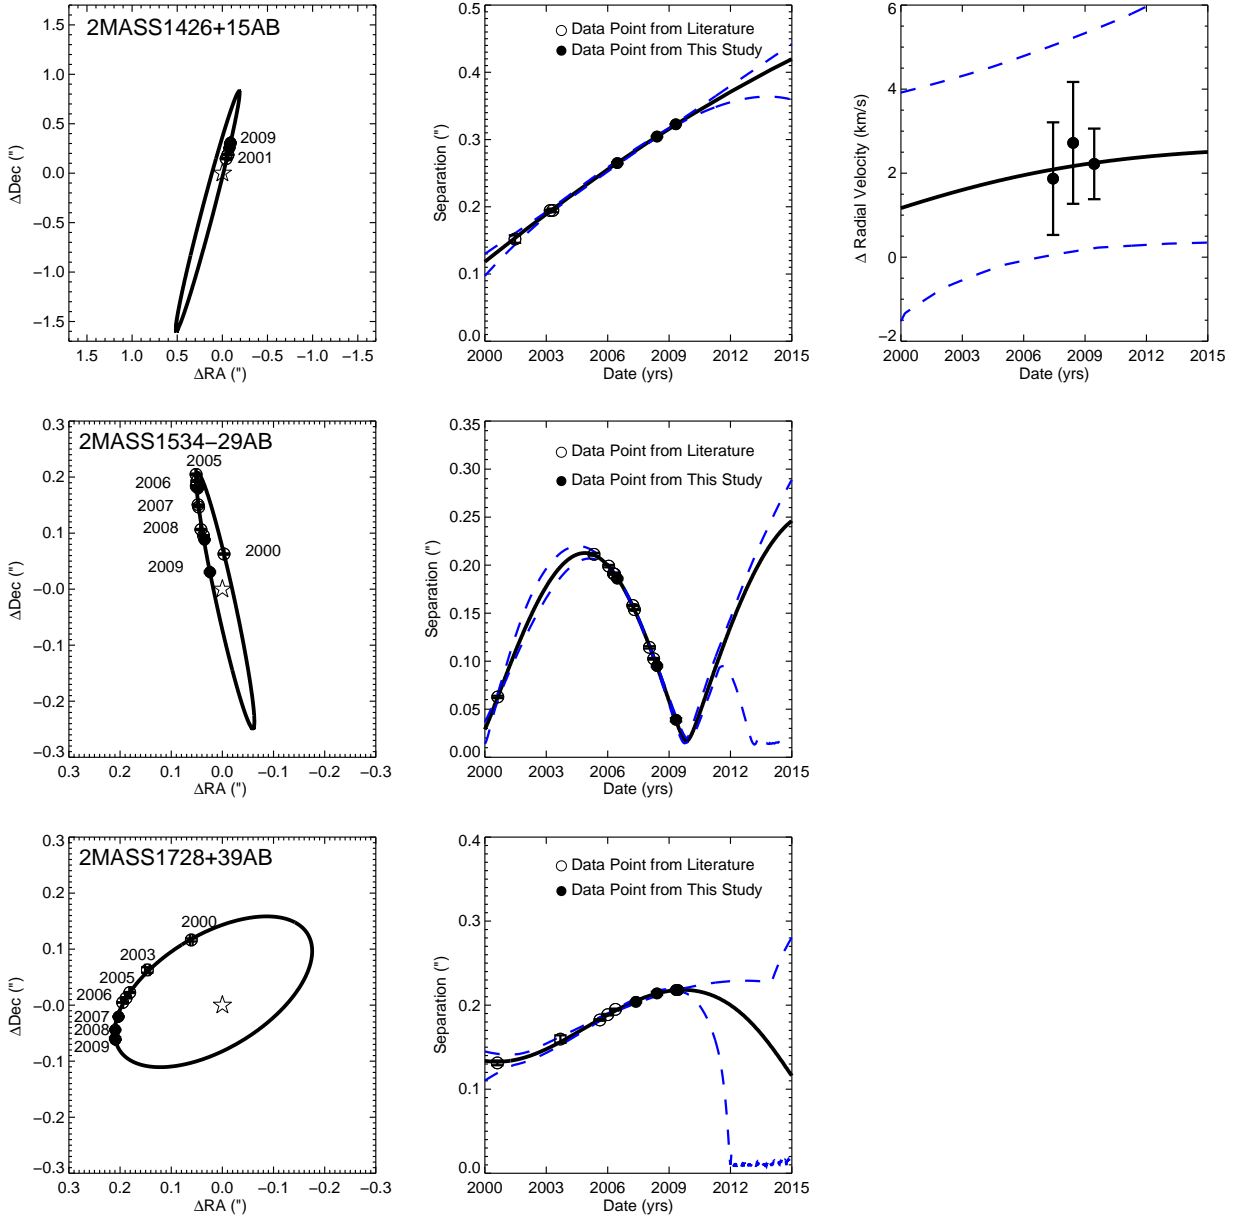 2MASS1426+15AB
1.5
1.0
0.5
0.0
−0.5
−1.0
−1.5
ΔDec (")
2009
2001
1.5 1.0 0.5 0.0 −0.5 −1.0 −1.5
ΔRA (")
Data Point from Literature
Data Point from This Study
0.5
0.4
0.3
0.2
0.1
0.0
Separation (")
2000 2003 2006 2009 2012 2015
Date (yrs)
6
4
2
0
−2
Δ Radial Velocity (km/s)
2000 2003 2006 2009 2012 2015
Date (yrs)
2MASS1534−29AB
0.3
0.2
0.1
−0.0
−0.1
−0.2
−0.3
ΔDec (")
2005
2006
2007
2008
2000
2009
0.3 0.2 0.1 0.0 −0.1 −0.2 −0.3
ΔRA (")
Data Point from Literature
Data Point from This Study
0.35
0.30
0.25
0.20
0.15
0.10
0.05
0.00
Separation (")
2000 2003 2006 2009 2012 2015
Date (yrs)
2MASS1728+39AB
0.3
0.2
0.1
−0.0
−0.1
−0.2
−0.3
ΔDec (")
2000
2003
2005
2006
2007
2008
2009
0.3 0.2 0.1 0.0 −0.1 −0.2 −0.3
ΔRA (")
Data Point from Literature
Data Point from This Study
0.4
0.3
0.2
0.1
0.0
Separation (")
2000 2003 2006 2009 2012 2015
Date (yrs)